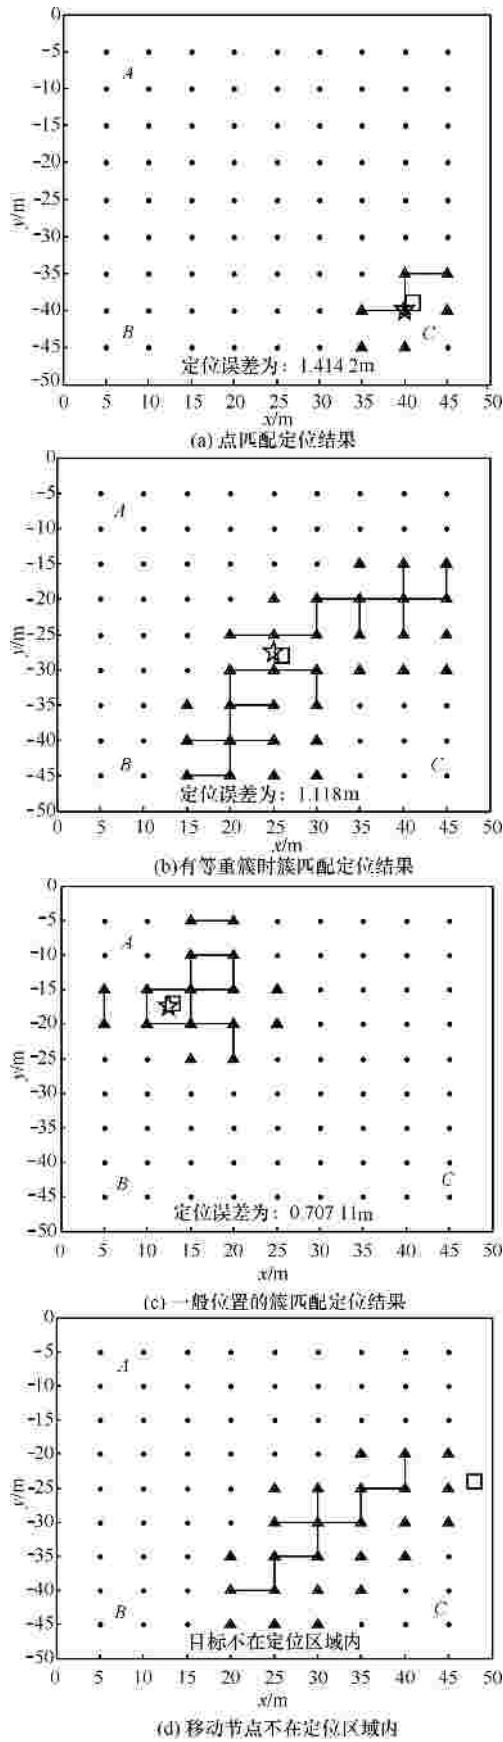 0
−5
A
−10
−15
−20
−25
y/m
−30
−35
−40
B
C
−45
定位误差为：1.414 2m
−50
0 5 10 15 20 25 30 35 40 45 50
x/m
(a) 点匹配定位结果
0
−5
A
−10
−15
−20
y/m
−25
−30
−35
−40
B
C
−45
定位误差为：1.118m
−50
0 5 10 15 20 25 30 35 40 45 50
x/m
(b)有等重簇时簇匹配定位结果
0
−5
A
−10
−15
y/m
−20
−25
−30
−35
−40
B
C
−45
定位误差为：0.707 11m
−50
0 5 10 15 20 25 30 35 40 45 50
x/m
(c) 一般位置的簇匹配定位结果
0
−5
A
−10
−15
−20
y/m
−25
−30
−35
−40
B
C
−45
目标不在定位区域内
−50
0 5 10 15 20 25 30 35 40 45 50
x/m
(d) 移动节点不在定位区域内